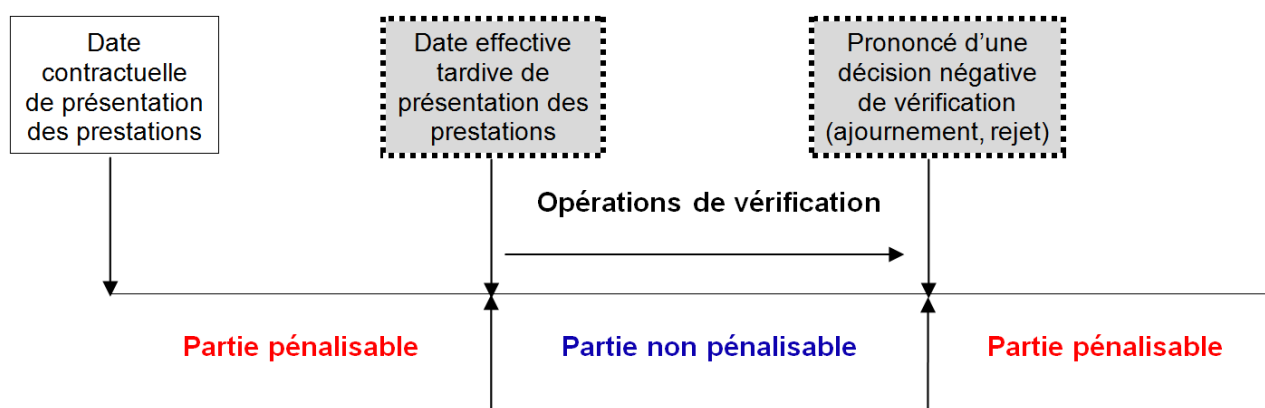 Date
contractuelle
de présentation
des prestations
Date effective
tardive de
présentation des
prestations
Prononcé d’une
décision négative
de vérification
(ajournement, rejet)
Opérations de vérification
Partie pénalisable
Partie non pénalisable
Partie pénalisable